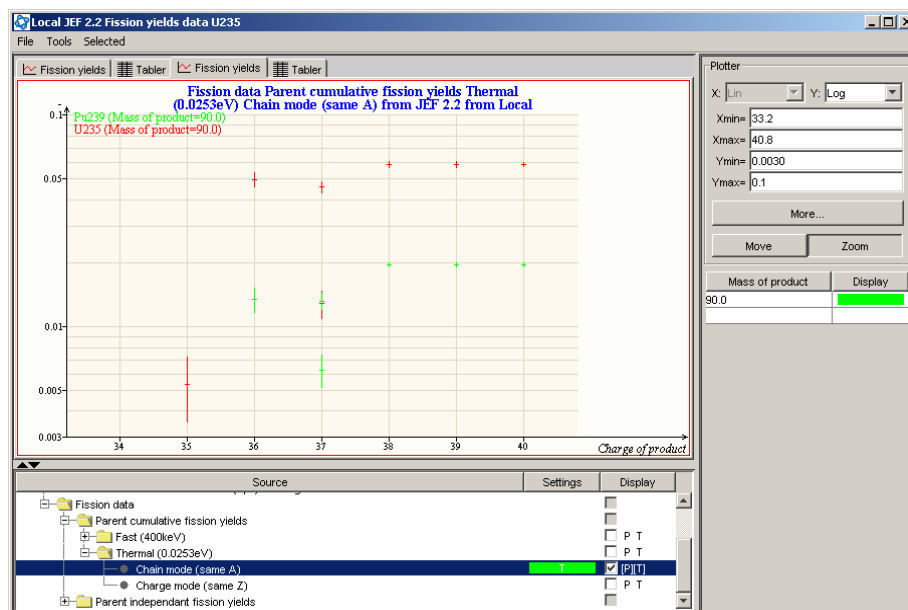 Local JEF 2.2 Fission yields data U235
File Tools Selected
Fission yields Tabler Fission yields Tabler
Fission data Parent cumulative fission yields Thermal
(0.0253eV) Chain mode (same A) from JEF 2.2 from Local
Pu239 (Mass of product=90.0)
U235 (Mass of product=90.0)
0.1
0.05
0.01
0.005
0.003
34 35 36 37 38 39 40
Charge of product
Plotter
X: Lin Y: Log
Xmin= 33.2
Xmax= 40.8
Ymin= 0.0030
Ymax= 0.1
More...
Move Zoom
Mass of product Display
90.0
Source Settings Display
Fission data
Parent cumulative fission yields
Fast (400keV) P T
Thermal (0.0253eV) P T
Chain mode (same A) T [P][T]
Charge mode (same Z) P T
Parent independant fission yields